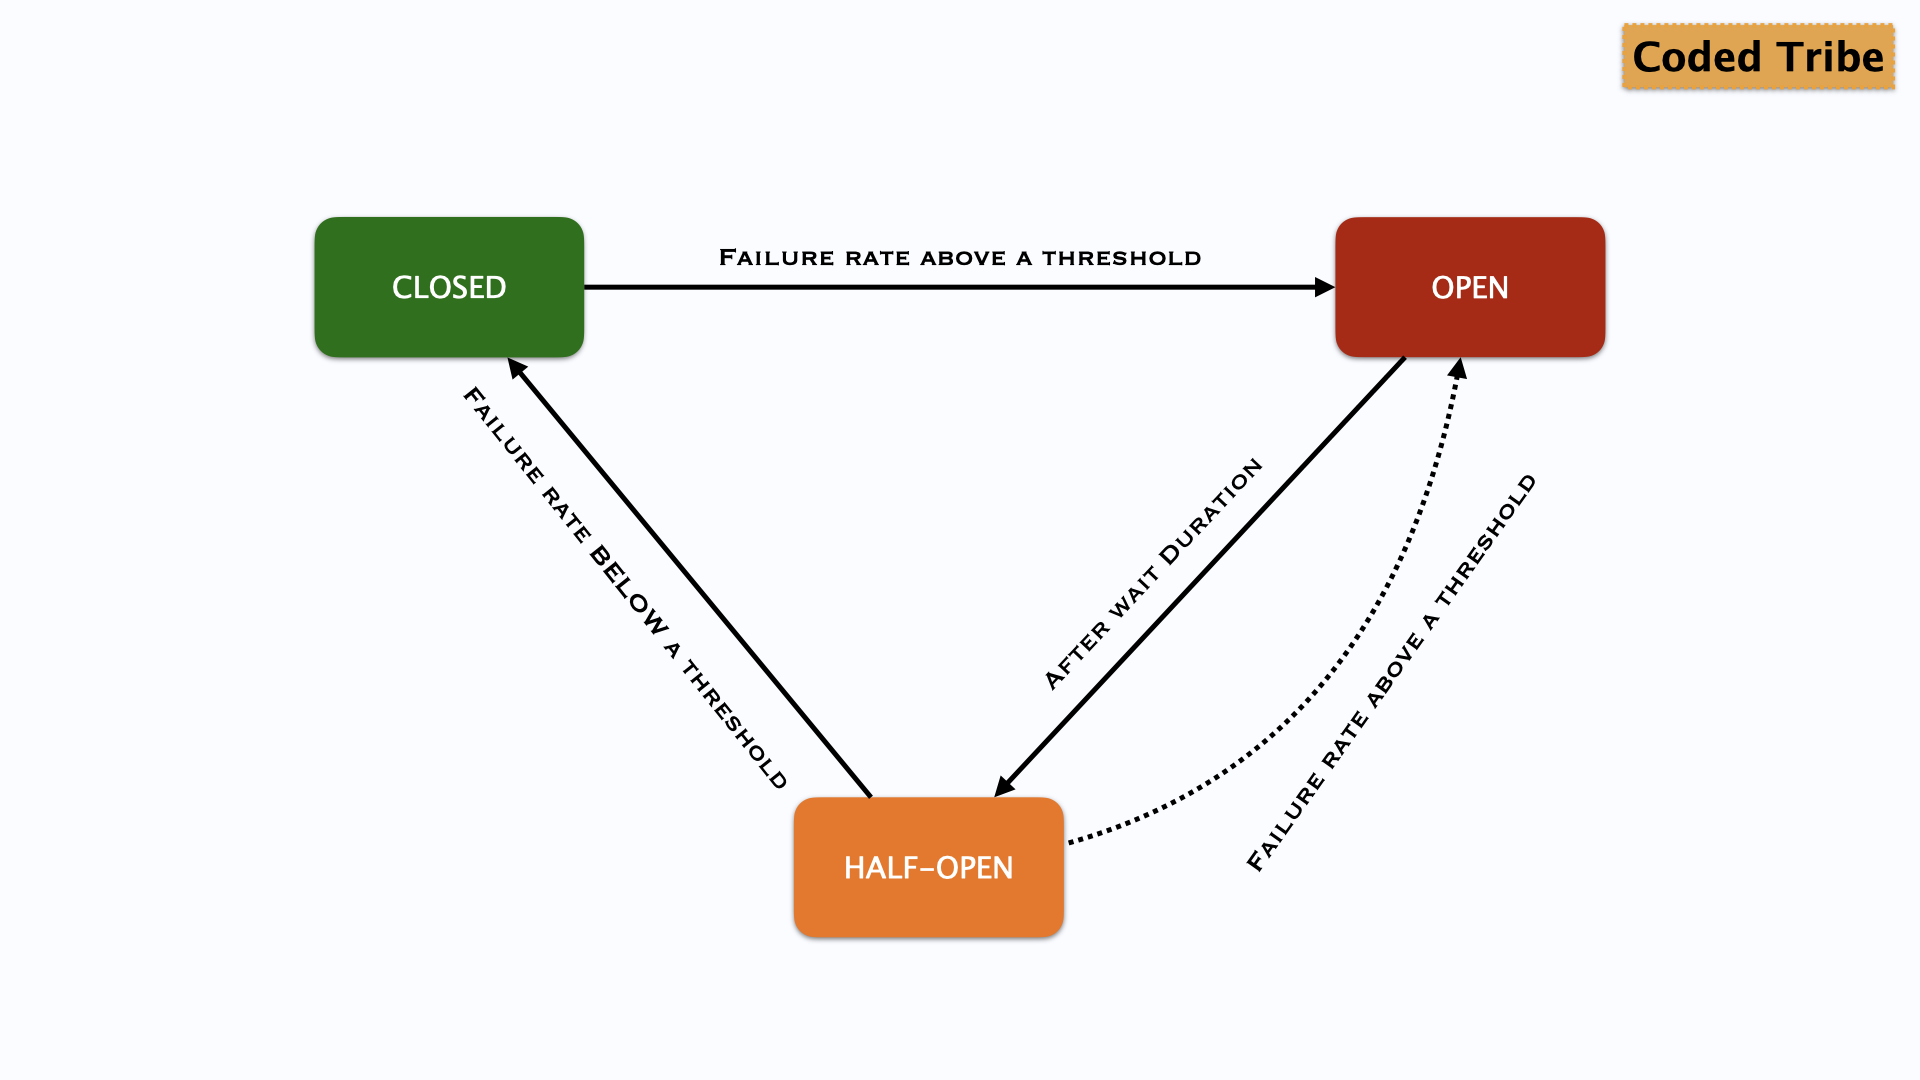 Coded Tribe
CLOSED
Failure rate above a threshold
OPEN
Failure rate BELOW a threshold
After wait Duration
Failure rate above a threshold
HALF-OPEN